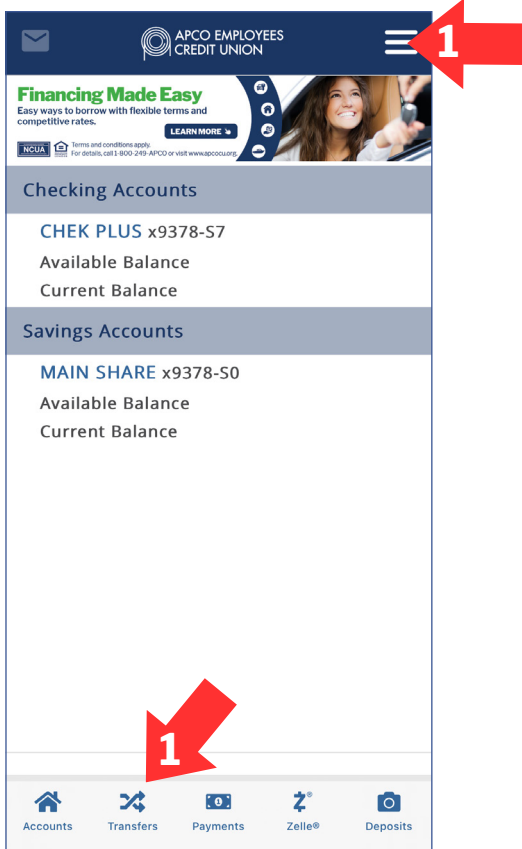 APCO EMPLOYEES
CREDIT UNION
1
Financing Made Easy
Easy ways to borrow with flexible terms and
competitive rates.
LEARN MORE
NCUA
Terms and conditions apply.
For details, call 1-800-249-APCO or visit www.apcocu.org.
Checking Accounts
CHEK PLUS x9378-S7
Available Balance
Current Balance
Savings Accounts
MAIN SHARE x9378-S0
Available Balance
Current Balance
1
Accounts
Transfers
Payments
Zelle®
Deposits